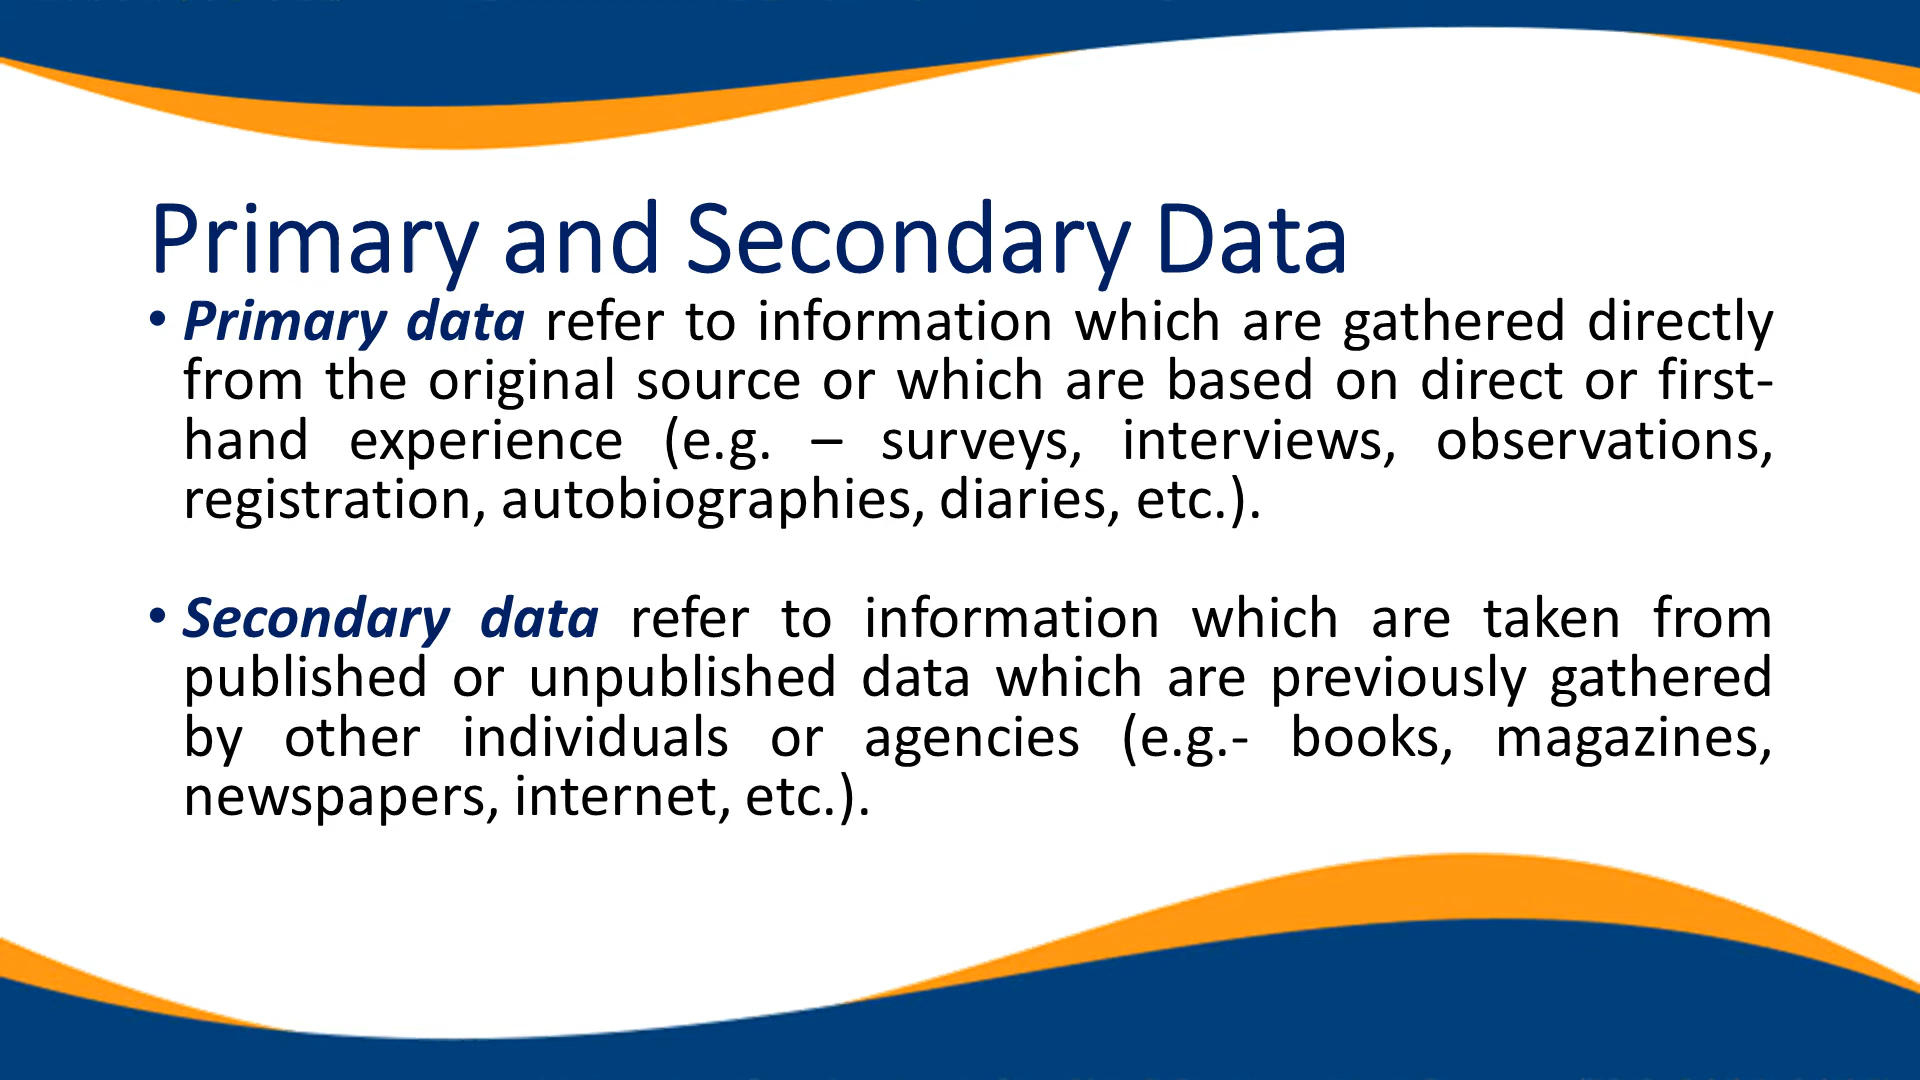 Primary and Secondary Data
• Primary data refer to information which are gathered directly
from the original source or which are based on direct or first-
hand experience (e.g. – surveys, interviews, observations,
registration, autobiographies, diaries, etc.).
• Secondary data refer to information which are taken from
published or unpublished data which are previously gathered
by other individuals or agencies (e.g.- books, magazines,
newspapers, internet, etc.).